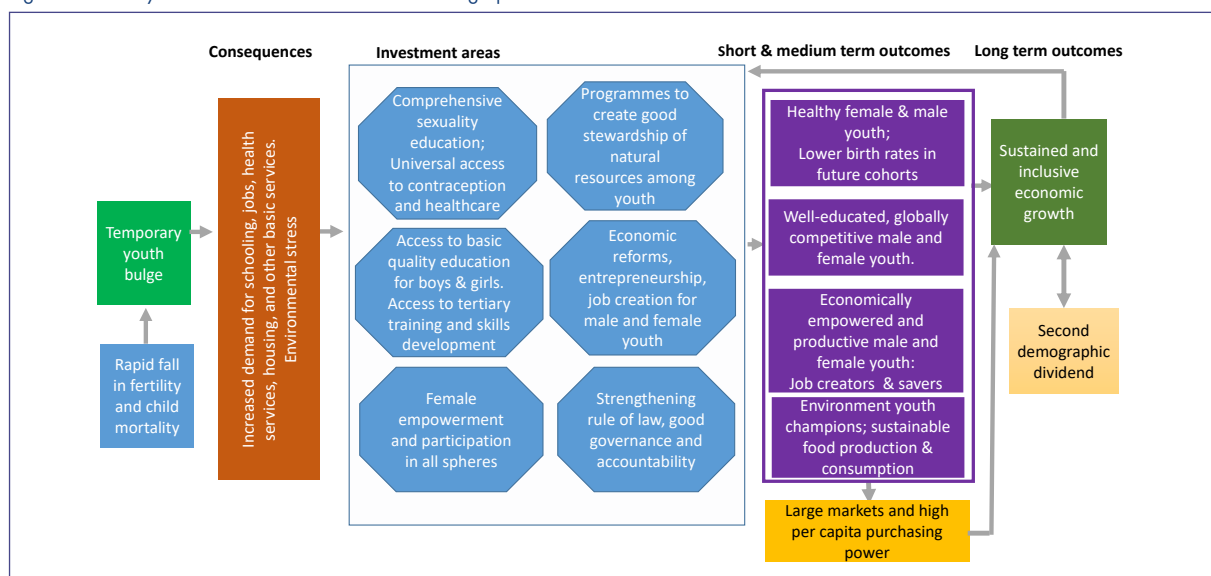 Consequences
Investment areas
Short & medium term outcomes
Long term outcomes
Temporary
youth
bulge
Rapid fall
in fertility
and child
mortality
Increased demand for schooling, jobs, health
services, housing, and other basic services.
Environmental stress
Comprehensive
sexuality
education;
Universal access
to contraception
and healthcare
Programmes to
create good
stewardship of
natural
resources among
youth
Access to basic
quality education
for boys & girls.
Access to tertiary
training and skills
development
Economic
reforms,
entrepreneurship,
job creation for
male and female
youth
Female
empowerment
and participation
in all spheres
Strengthening
rule of law, good
governance and
accountability
Healthy female & male
youth;
Lower birth rates in
future cohorts
Well-educated, globally
competitive male and
female youth.
Economically
empowered and
productive male and
female youth:
Job creators & savers
Environment youth
champions; sustainable
food production &
consumption
Large markets and high
per capita purchasing
power
Sustained and
inclusive
economic
growth
Second
demographic
dividend